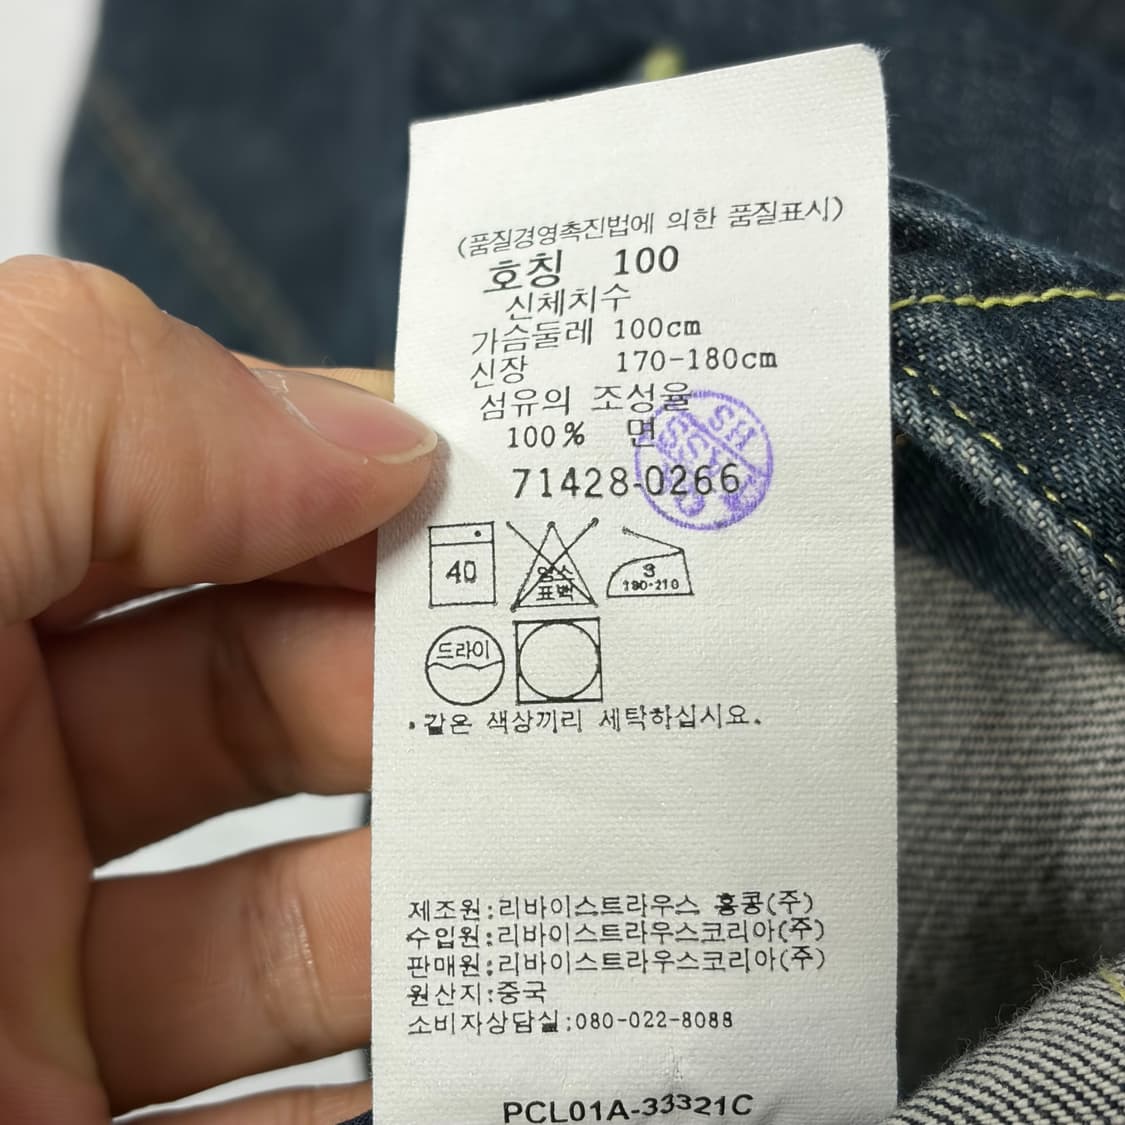 (품질경영촉진법에 의한 품질표시)
호칭 100
신체치수
가슴둘레 100cm
신장 170-180cm
섬유의 조성율
100% 면
71428-0266
40
염소
표백
3
180·210
드라이
·같은 색상끼리 세탁하십시요.
제조원:리바이스트라우스 홍콩(주)
수입원:리바이스트라우스코리아(주)
판매원:리바이스트라우스코리아(주)
원산지:중국
소비자상담실:080-022-8088
PCL01A-33321C